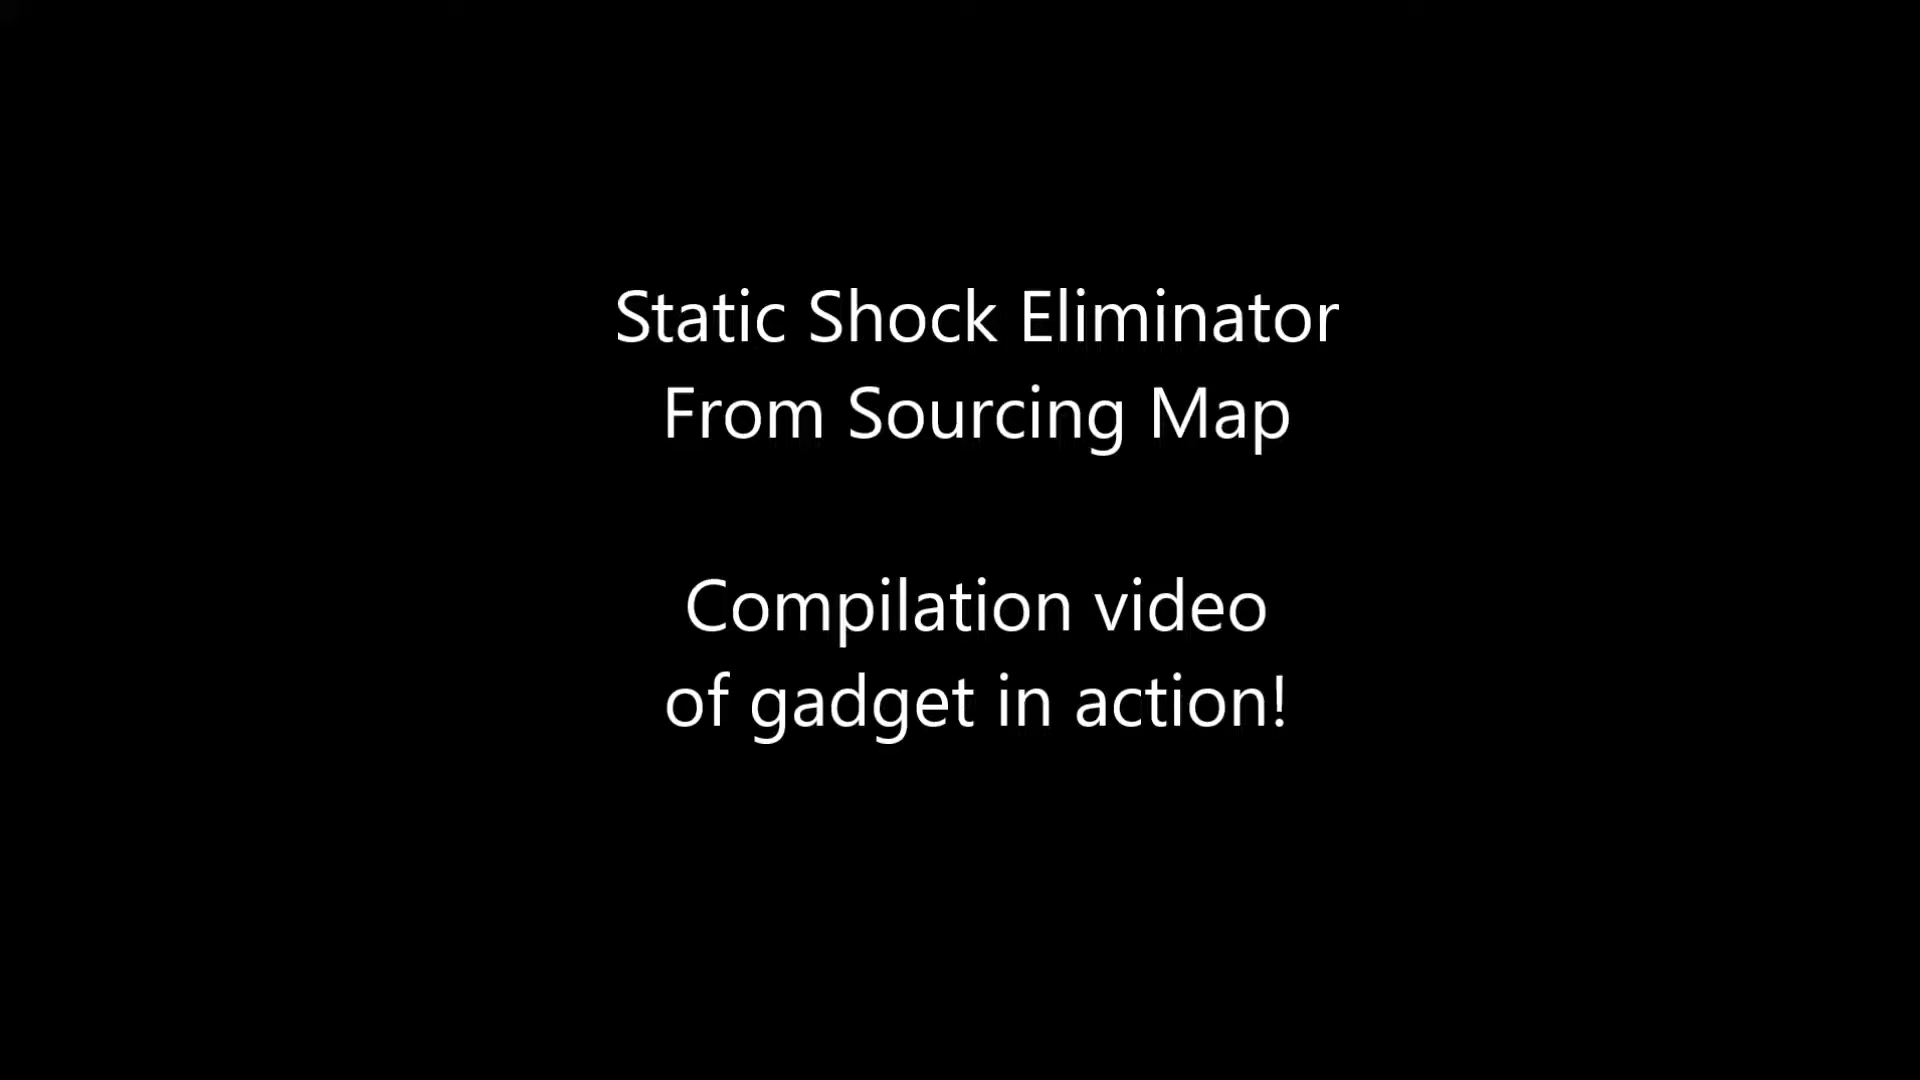 Static Shock Eliminator
From Sourcing Map
Compilation video
of gadget in action!